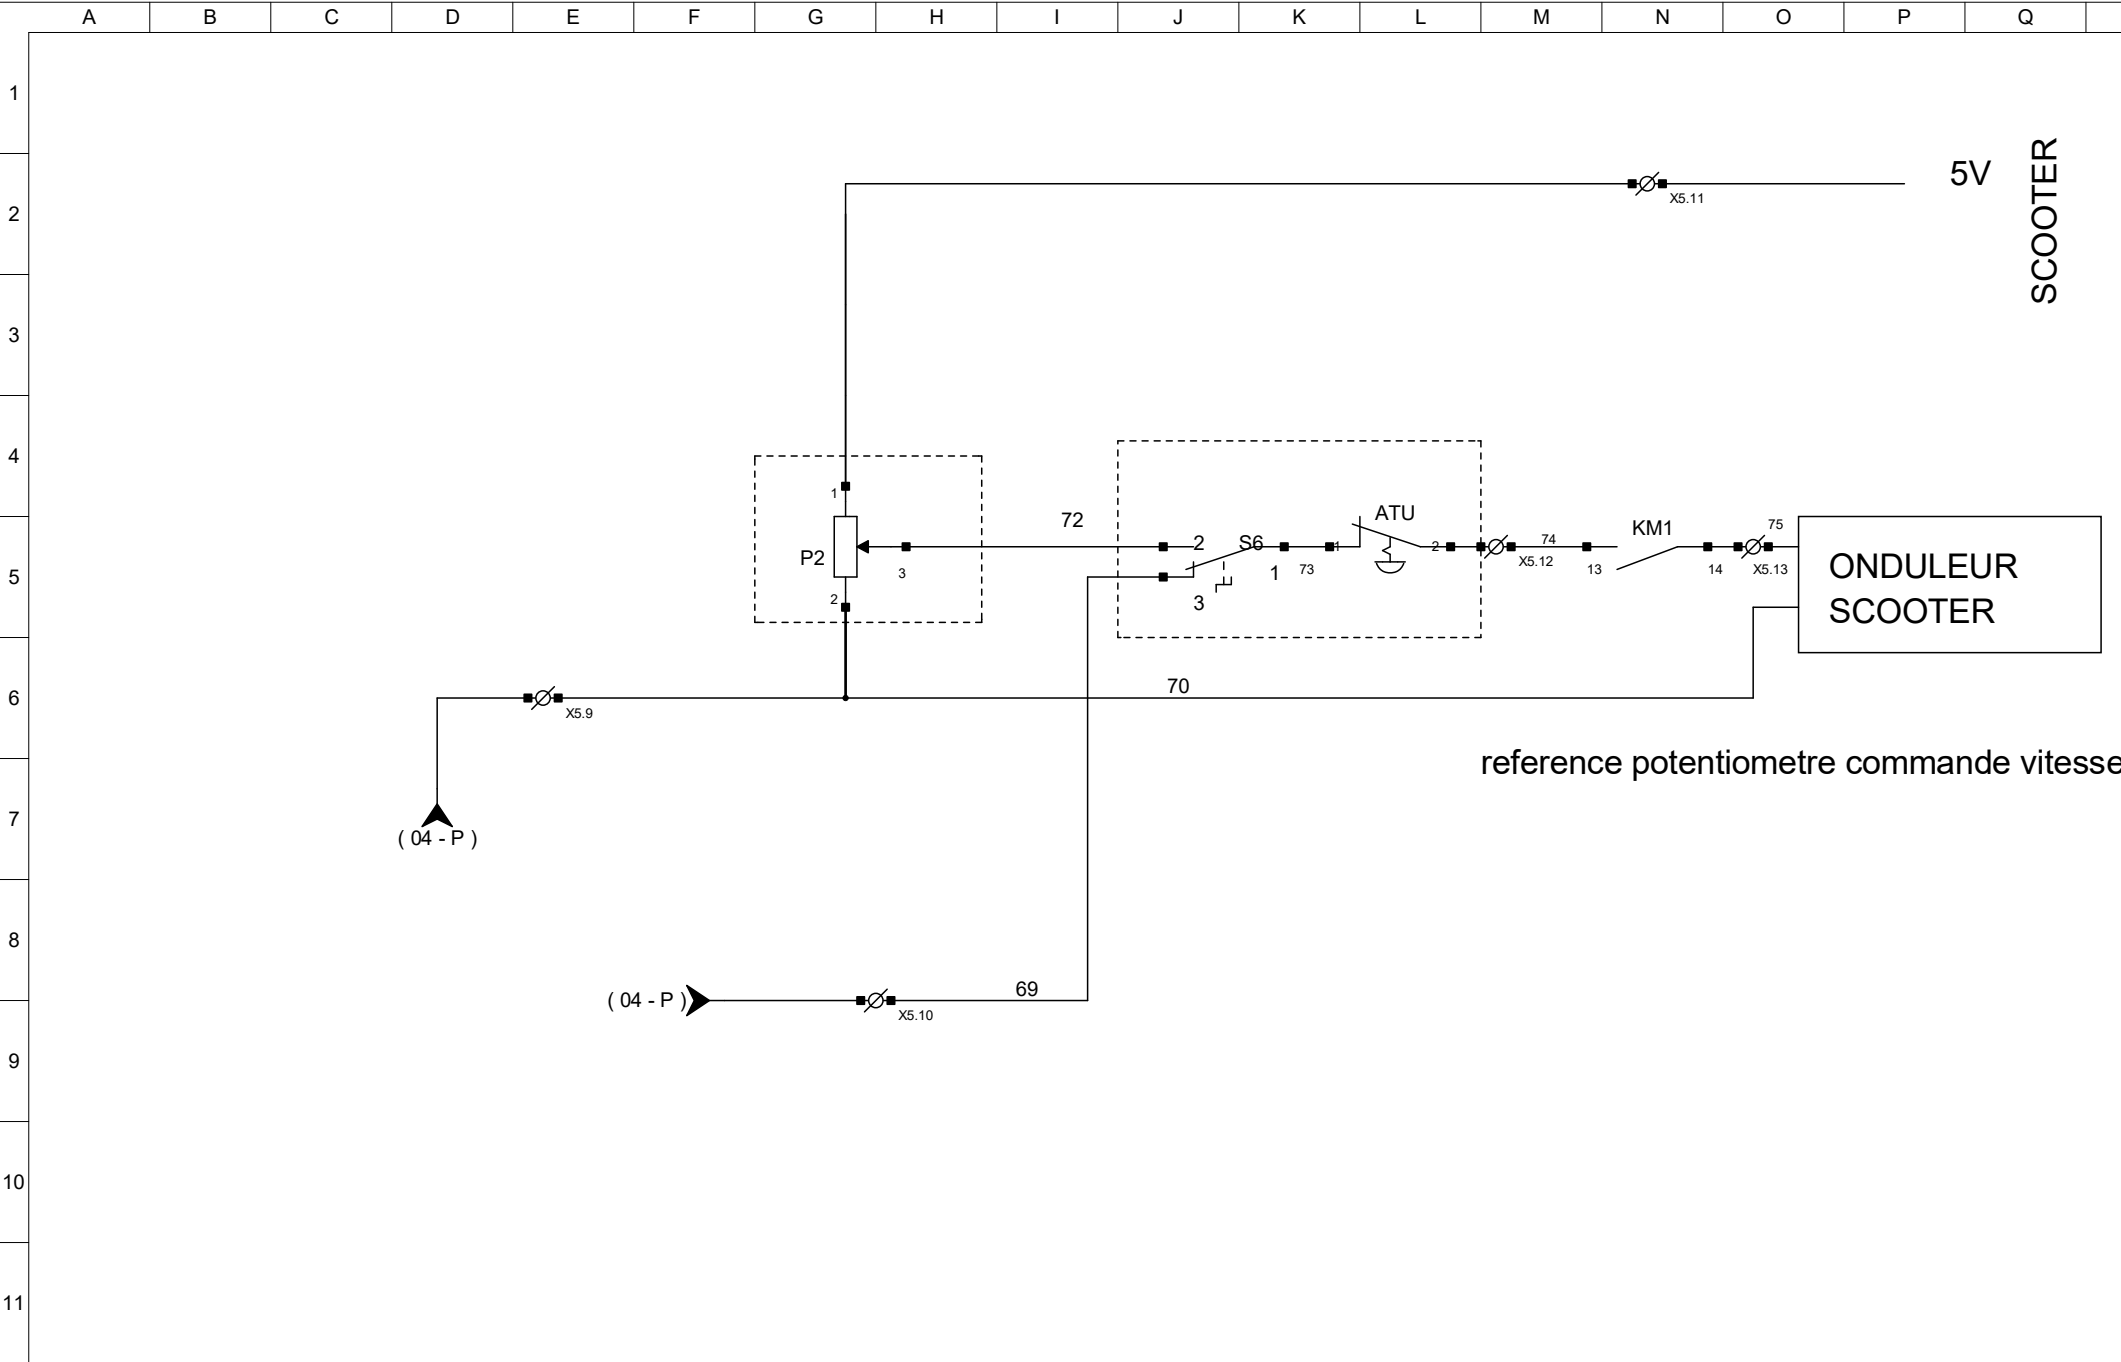 A B C D E F G H I J K L M N O P Q
1
5V
SCOOTER
X5.11
2
3
4
1
72
ATU
KM1
75
P2
3
2 S6
1
2
74
X5.12
13
14
X5.13
ONDULEUR
SCOOTER
5
1
73
2
3
6
X5.9
70
reference potentiometre commande vitesse
7
( 04 - P )
8
( 04 - P )
X5.10
69
9
10
11